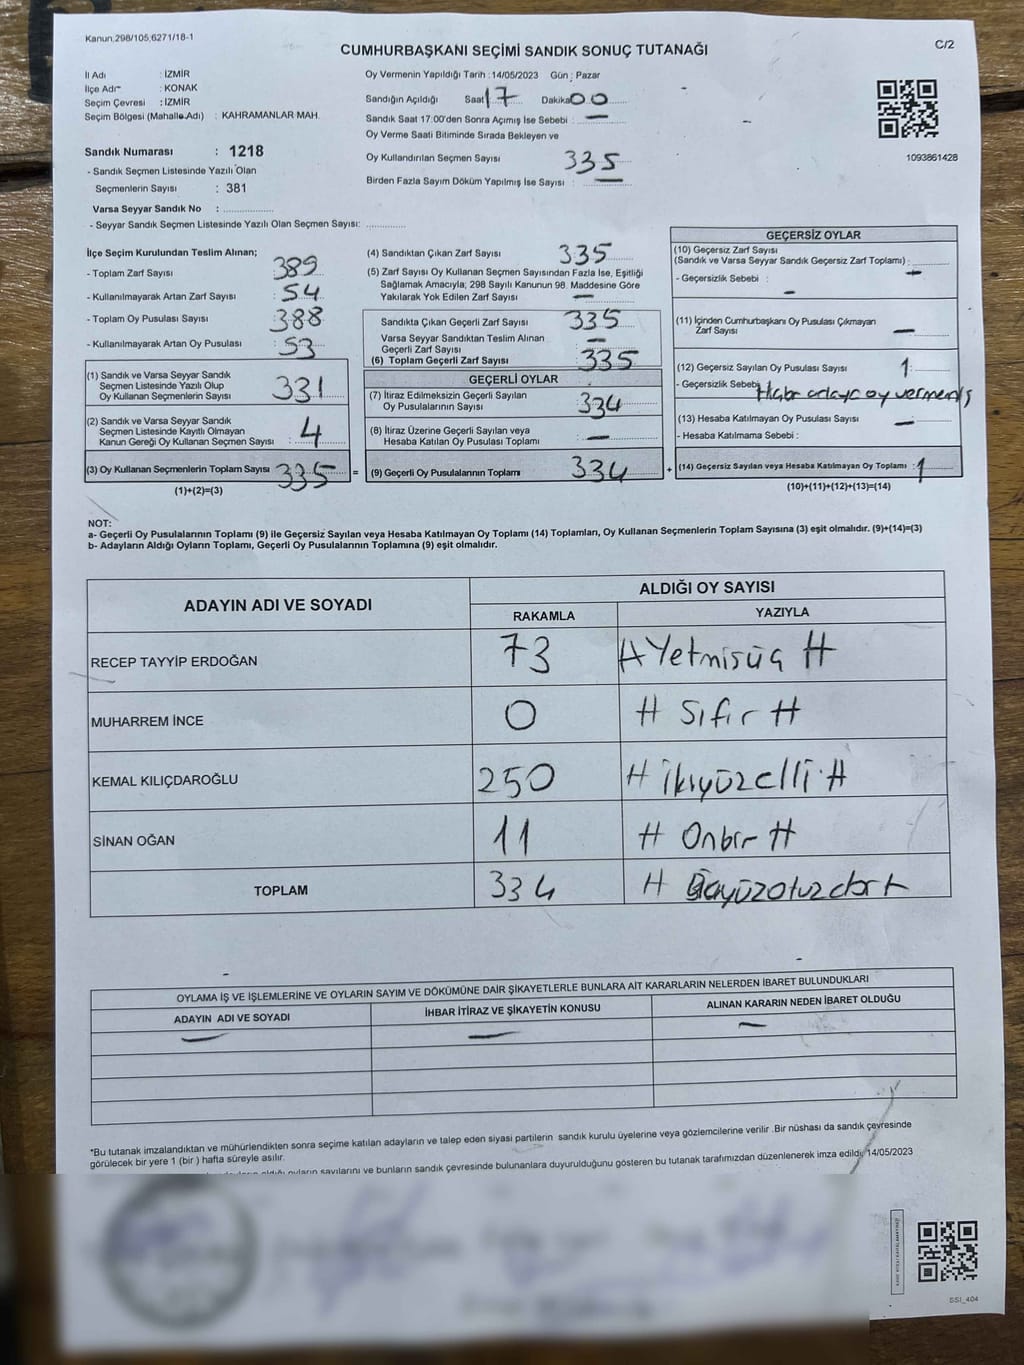 Kanun,298/105,6271/18-1
C/2
CUMHURBAŞKANI SEÇİMİ SANDIK SONUÇ TUTANAĞI
İl Adı : İZMİR
İlçe Adı : KONAK
Seçim Çevresi : İZMİR
Seçim Bölgesi (Mahalle Adı) : KAHRAMANLAR MAH.
Sandık Numarası : 1218
- Sandık Seçmen Listesinde Yazılı Olan
Seçmenlerin Sayısı : 381
Varsa Seyyar Sandık No :
- Seyyar Sandık Seçmen Listesinde Yazılı Olan Seçmen Sayısı:
Oy Vermenin Yapıldığı Tarih : 14/05/2023 Gün : Pazar
Sandığın Açıldığı Saat 17 Dakika 00
Sandık Saat 17:00'den Sonra Açımış İse Sebebi : —
Oy Verme Saati Bitiminde Sırada Bekleyen ve
Oy Kullandırılan Seçmen Sayısı 335
Birden Fazla Sayım Döküm Yapılmış İse Sayısı : —
1093861428
İlçe Seçim Kurulundan Teslim Alınan;
- Toplam Zarf Sayısı 389
- Kullanılmayarak Artan Zarf Sayısı : 54
- Toplam Oy Pusulası Sayısı : 388
- Kullanılmayarak Artan Oy Pusulası : 53
(1) Sandık ve Varsa Seyyar Sandık
Seçmen Listesinde Yazılı Olup
Oy Kullanan Seçmenlerin Sayısı : 331
(2) Sandık ve Varsa Seyyar Sandık
Seçmen Listesinde Kayıtlı Olmayan
Kanun Gereği Oy Kullanan Seçmen Sayısı : 4
(3) Oy Kullanan Seçmenlerin Toplam Sayısı : 335 =
(1)+(2)=(3)
(4) Sandıktan Çıkan Zarf Sayısı 335
(5) Zarf Sayısı Oy Kullanan Seçmen Sayısından Fazla İse, Eşitliği
Sağlamak Amacıyla, 298 Sayılı Kanunun 98. Maddesine Göre
Yakılarak Yok Edilen Zarf Sayısı : —
Sandıkta Çıkan Geçerli Zarf Sayısı 335
Varsa Seyyar Sandıktan Teslim Alınan
Geçerli Zarf Sayısı : —
(6) Toplam Geçerli Zarf Sayısı : 335
GEÇERLİ OYLAR
(7) İtiraz Edilmeksizin Geçerli Sayılan
Oy Pusulalarının Sayısı : 334
(8) İtiraz Üzerine Geçerli Sayılan veya
Hesaba Katılan Oy Pusulası Toplamı : —
(9) Geçerli Oy Pusulalarının Toplamı 334 +
GEÇERSİZ OYLAR
(10) Geçersiz Zarf Sayısı
(Sandık ve Varsa Seyyar Sandık Geçersiz Zarf Toplamı) : —
- Geçersizlik Sebebi : —
(11) İçinden Cumhurbaşkanı Oy Pusulası Çıkmayan
Zarf Sayısı —
(12) Geçersiz Sayılan Oy Pusulası Sayısı : 1
- Geçersizlik Sebebi adaya oy vermemiş
(13) Hesaba Katılmayan Oy Pusulası Sayısı : —
- Hesaba Katılmama Sebebi :
(14) Geçersiz Sayılan veya Hesaba Katılmayan Oy Toplamı : 1
(10)+(11)+(12)+(13)=(14)
NOT:
a- Geçerli Oy Pusulalarının Toplamı (9) ile Geçersiz Sayılan veya Hesaba Katılmayan Oy Toplamı (14) Toplamları, Oy Kullanan Seçmenlerin Toplam Sayısına (3) eşit olmalıdır. (9)+(14)=(3)
b- Adayların Aldığı Oyların Toplamı, Geçerli Oy Pusulalarının Toplamına (9) eşit olmalıdır.
ADAYIN ADI VE SOYADI
ALDIĞI OY SAYISI
RAKAMLA YAZIYLA
RECEP TAYYİP ERDOĞAN 73 # Yetmişüç #
MUHARREM İNCE 0 # Sıfır #
KEMAL KILIÇDAROĞLU 250 # ikiyüzelli #
SİNAN OĞAN 11 # Onbir #
TOPLAM 334 # Üçyüzotuzdört
OYLAMA İŞ VE İŞLEMLERİNE VE OYLARIN SAYIM VE DÖKÜMÜNE DAİR ŞİKAYETLERLE BUNLARA AİT KARARLARIN NELERDEN İBARET BULUNDUKLARI
ADAYIN ADI VE SOYADI İHBAR İTİRAZ VE ŞİKAYETİN KONUSU ALINAN KARARIN NEDEN İBARET OLDUĞU
— — —
*Bu tutanak imzalandıktan ve mühürlendikten sonra seçime katılan adayların ve talep eden siyasi partilerin sandık kurulu üyelerine veya gözlemcilerine verilir .Bir nüshası da sandık çevresinde
görülecek bir yere 1 (bir ) hafta süreyle asılır.
oyların sayılarını ve bunların sandık çevresinde bulunanlara duyurulduğunu gösteren bu tutanak tarafımızdan düzenlenerek imza edildi. 14/05/2023
SSI_404